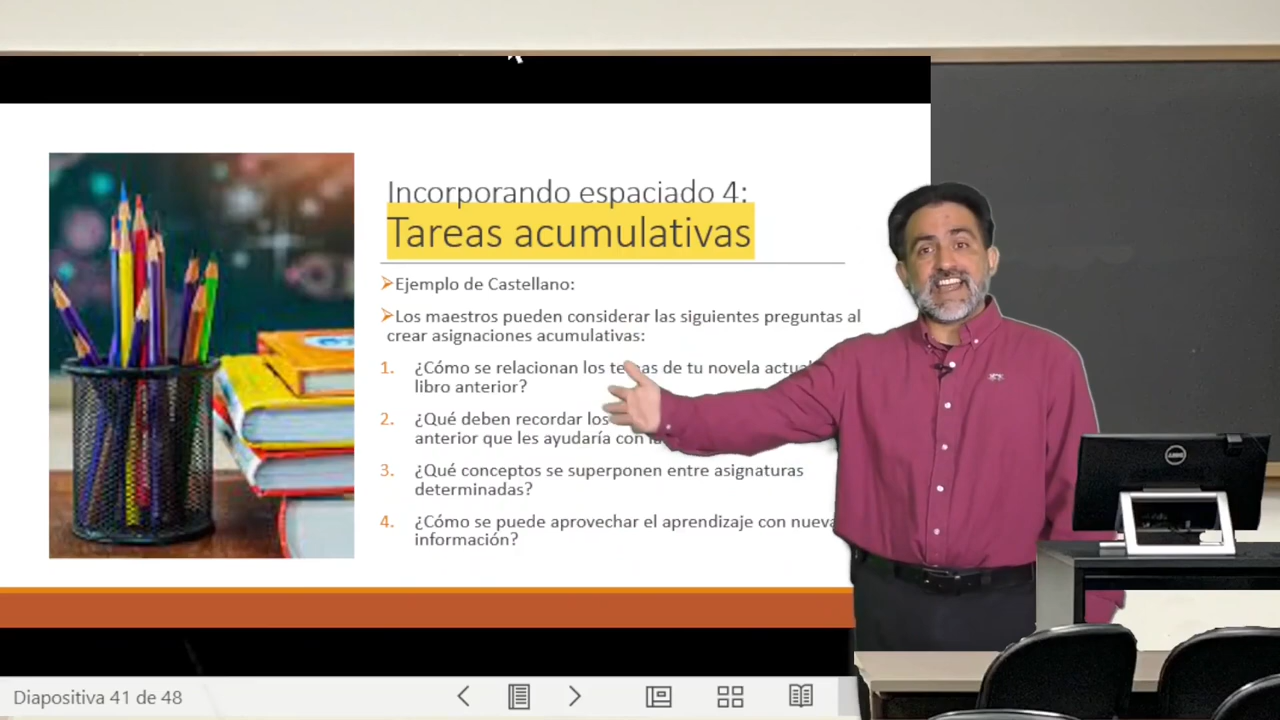 Incorporando espaciado 4:
Tareas acumulativas
Ejemplo de Castellano:
Los maestros pueden considerar las siguientes preguntas al
crear asignaciones acumulativas:
1. ¿Cómo se relacionan los de tu novela
libro anterior?
2. ¿Qué deben recordar los
anterior que les ayudaría con
3. ¿Qué conceptos se superponen entre asignaturas
determinadas?
4. ¿Cómo se puede aprovechar el aprendizaje con
información?
DELL
Diapositiva 41 de 48